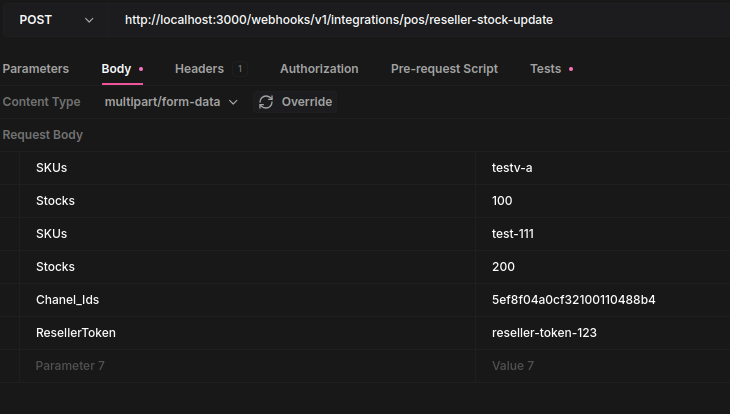 POST http://localhost:3000/webhooks/v1/integrations/pos/reseller-stock-update
Parameters Body Headers 1 Authorization Pre-request Script Tests
Content Type multipart/form-data Override
Request Body
SKUs testv-a
Stocks 100
SKUs test-111
Stocks 200
Chanel_Ids 5ef8f04a0cf32100110488b4
ResellerToken reseller-token-123
Parameter 7 Value 7